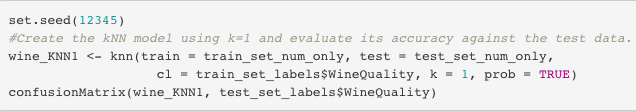 set.seed(12345)
#Create the kNN model using k=1 and evaluate its accuracy against the test data.
wine_KNN1 <- knn(train = train_set_num_only, test = test_set_num_only,
                    cl = train_set_labels$WineQuality, k = 1, prob = TRUE)
confusionMatrix(wine_KNN1, test_set_labels$WineQuality)